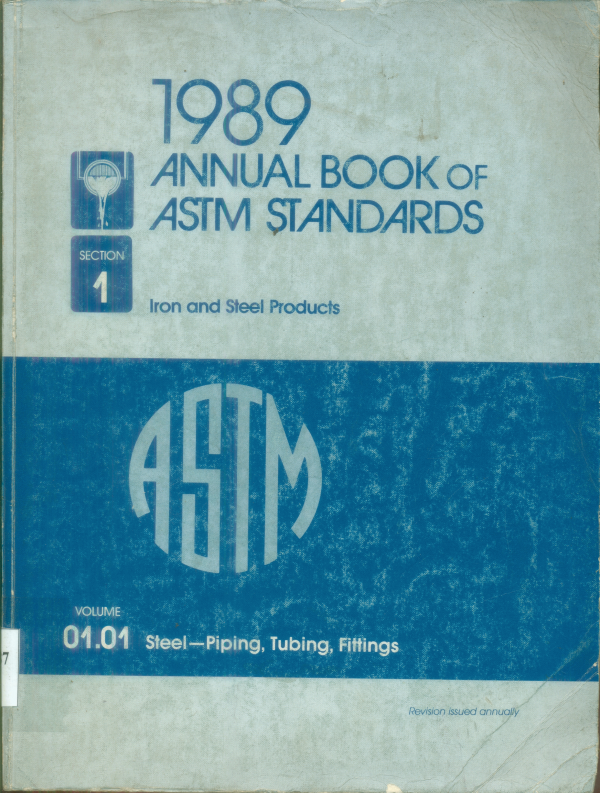 1989
ANNUAL BOOK OF
ASTM STANDARDS
SECTION
1
Iron and Steel Products
ASTM
VOLUME
01.01 Steel—Piping, Tubing, Fittings
7
Revision issued annually